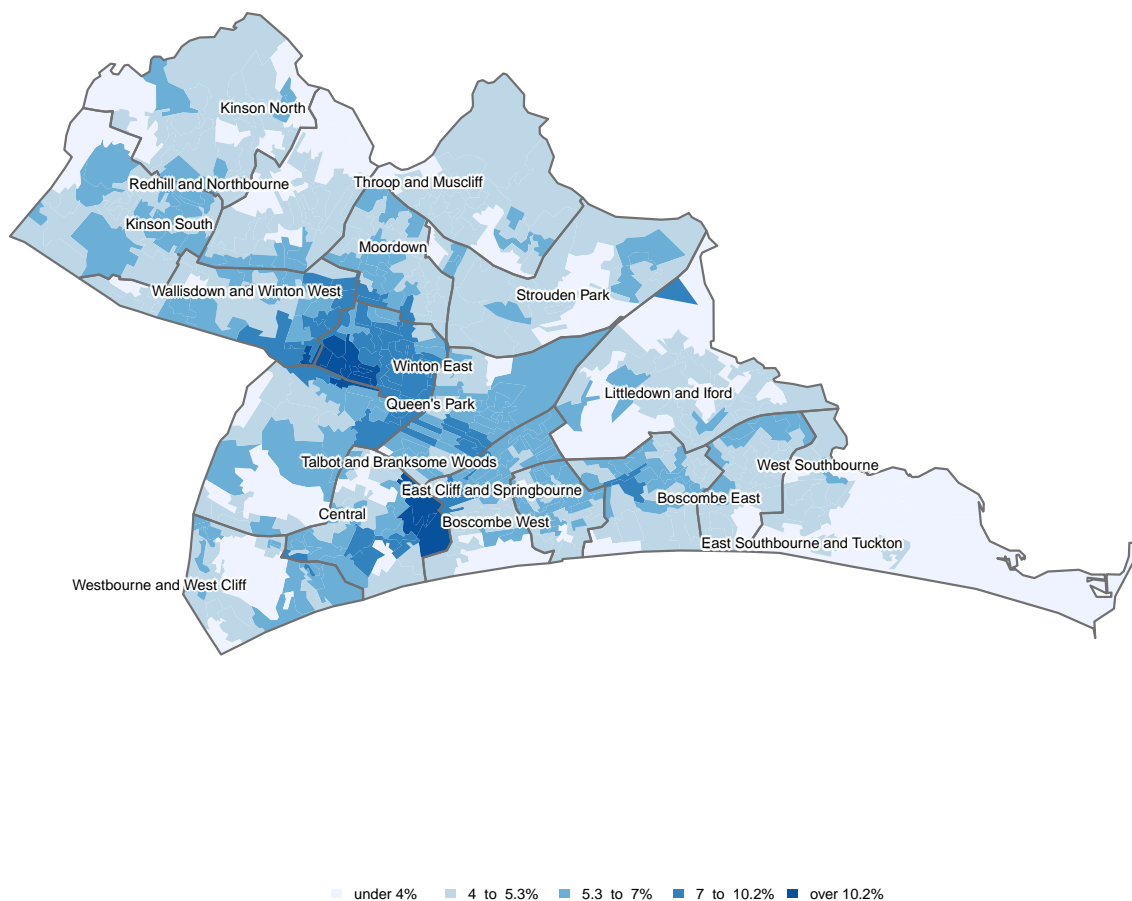 Kinson North
Throop and Muscliff
Redhill and Northbourne
Kinson South
Moordown
Wallisdown and Winton West
Strouden Park
Winton East
Littledown and Iford
Queen's Park
Talbot and Branksome Woods
West Southbourne
East Cliff and Springbourne
Boscombe East
Central
Boscombe West
East Southbourne and Tuckton
Westbourne and West Cliff
under 4%
4 to 5.3%
5.3 to 7%
7 to 10.2%
over 10.2%